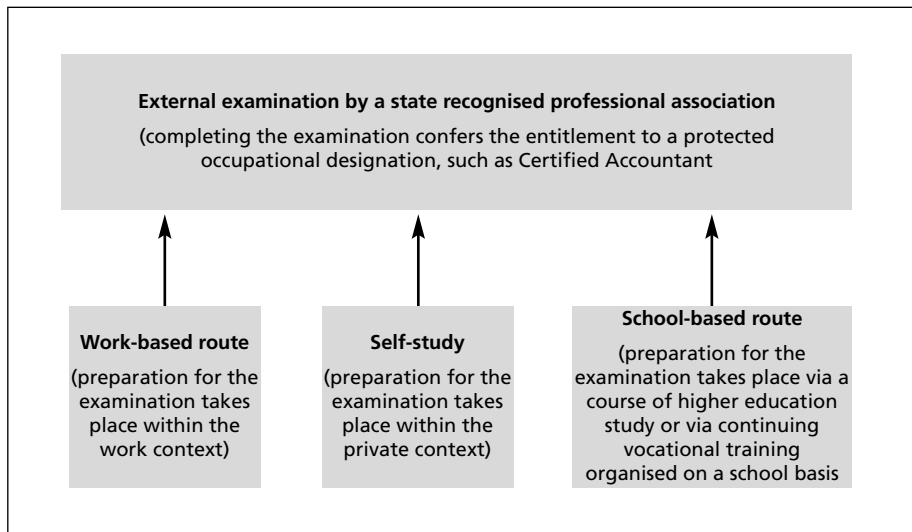 External examination by a state recognised professional association
(completing the examination confers the entitlement to a protected
occupational designation, such as Certified Accountant
Work-based route
(preparation for the
examination takes
place within the
work context)
Self-study
(preparation for the
examination takes
place within the
private context)
School-based route
(preparation for the
examination takes place via a
course of higher education
study or via continuing
vocational training
organised on a school basis